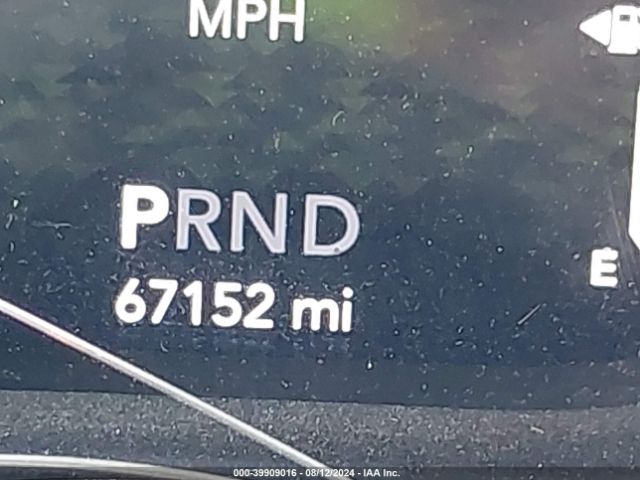 MPH
PRND
67152 mi
E
000-39909016 - 08/12/2024 - IAA Inc.